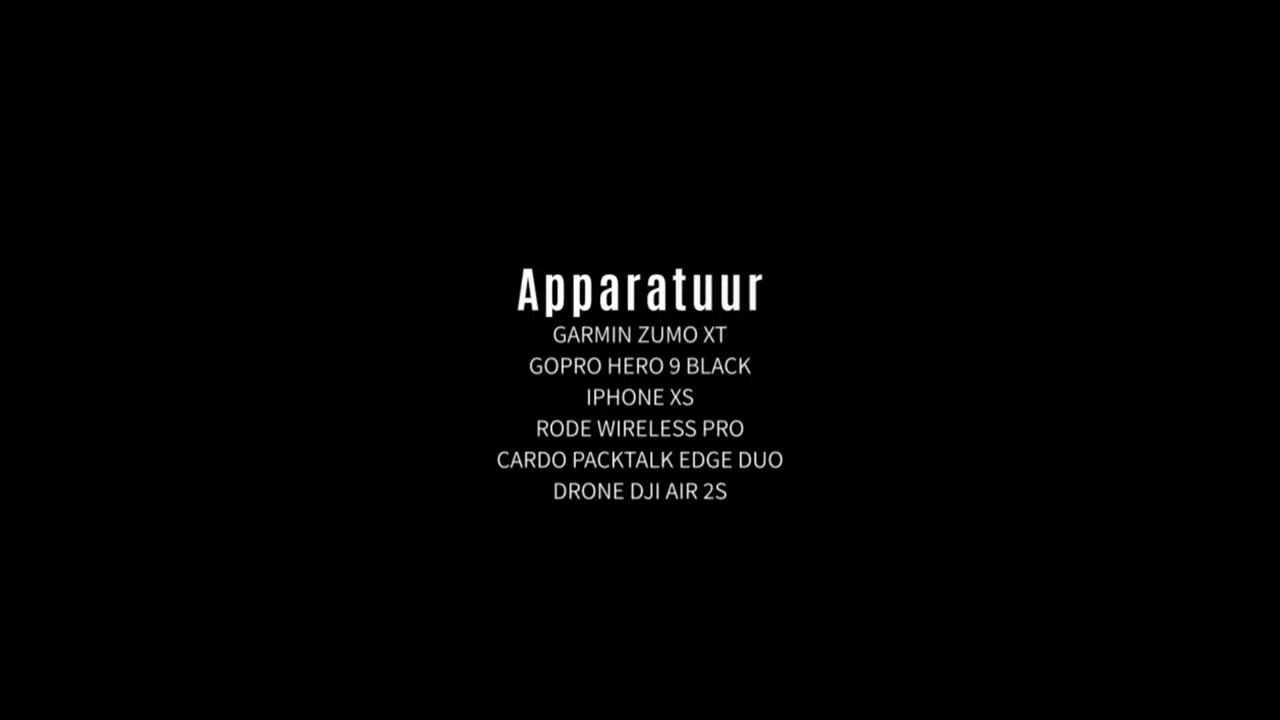 Apparatuur
GARMIN ZUMO XT
GOPRO HERO 9 BLACK
IPHONE XS
RODE WIRELESS PRO
CARDO PACKTALK EDGE DUO
DRONE DJI AIR 2S